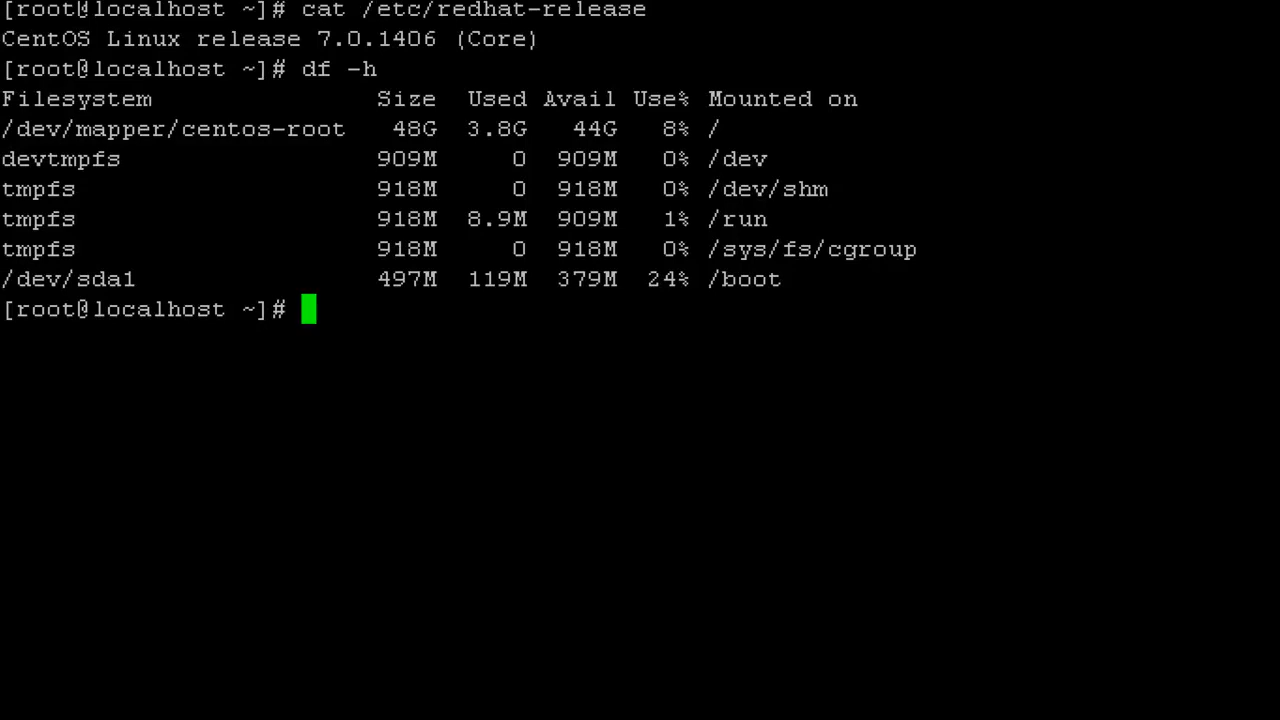 [root@localhost ~]# cat /etc/redhat-release
CentOS Linux release 7.0.1406 (Core)
[root@localhost ~]# df -h
Filesystem               Size  Used Avail Use% Mounted on
/dev/mapper/centos-root   48G  3.8G   44G   8% /
devtmpfs                 909M     0  909M   0% /dev
tmpfs                    918M     0  918M   0% /dev/shm
tmpfs                    918M  8.9M  909M   1% /run
tmpfs                    918M     0  918M   0% /sys/fs/cgroup
/dev/sda1                497M  119M  379M  24% /boot
[root@localhost ~]#